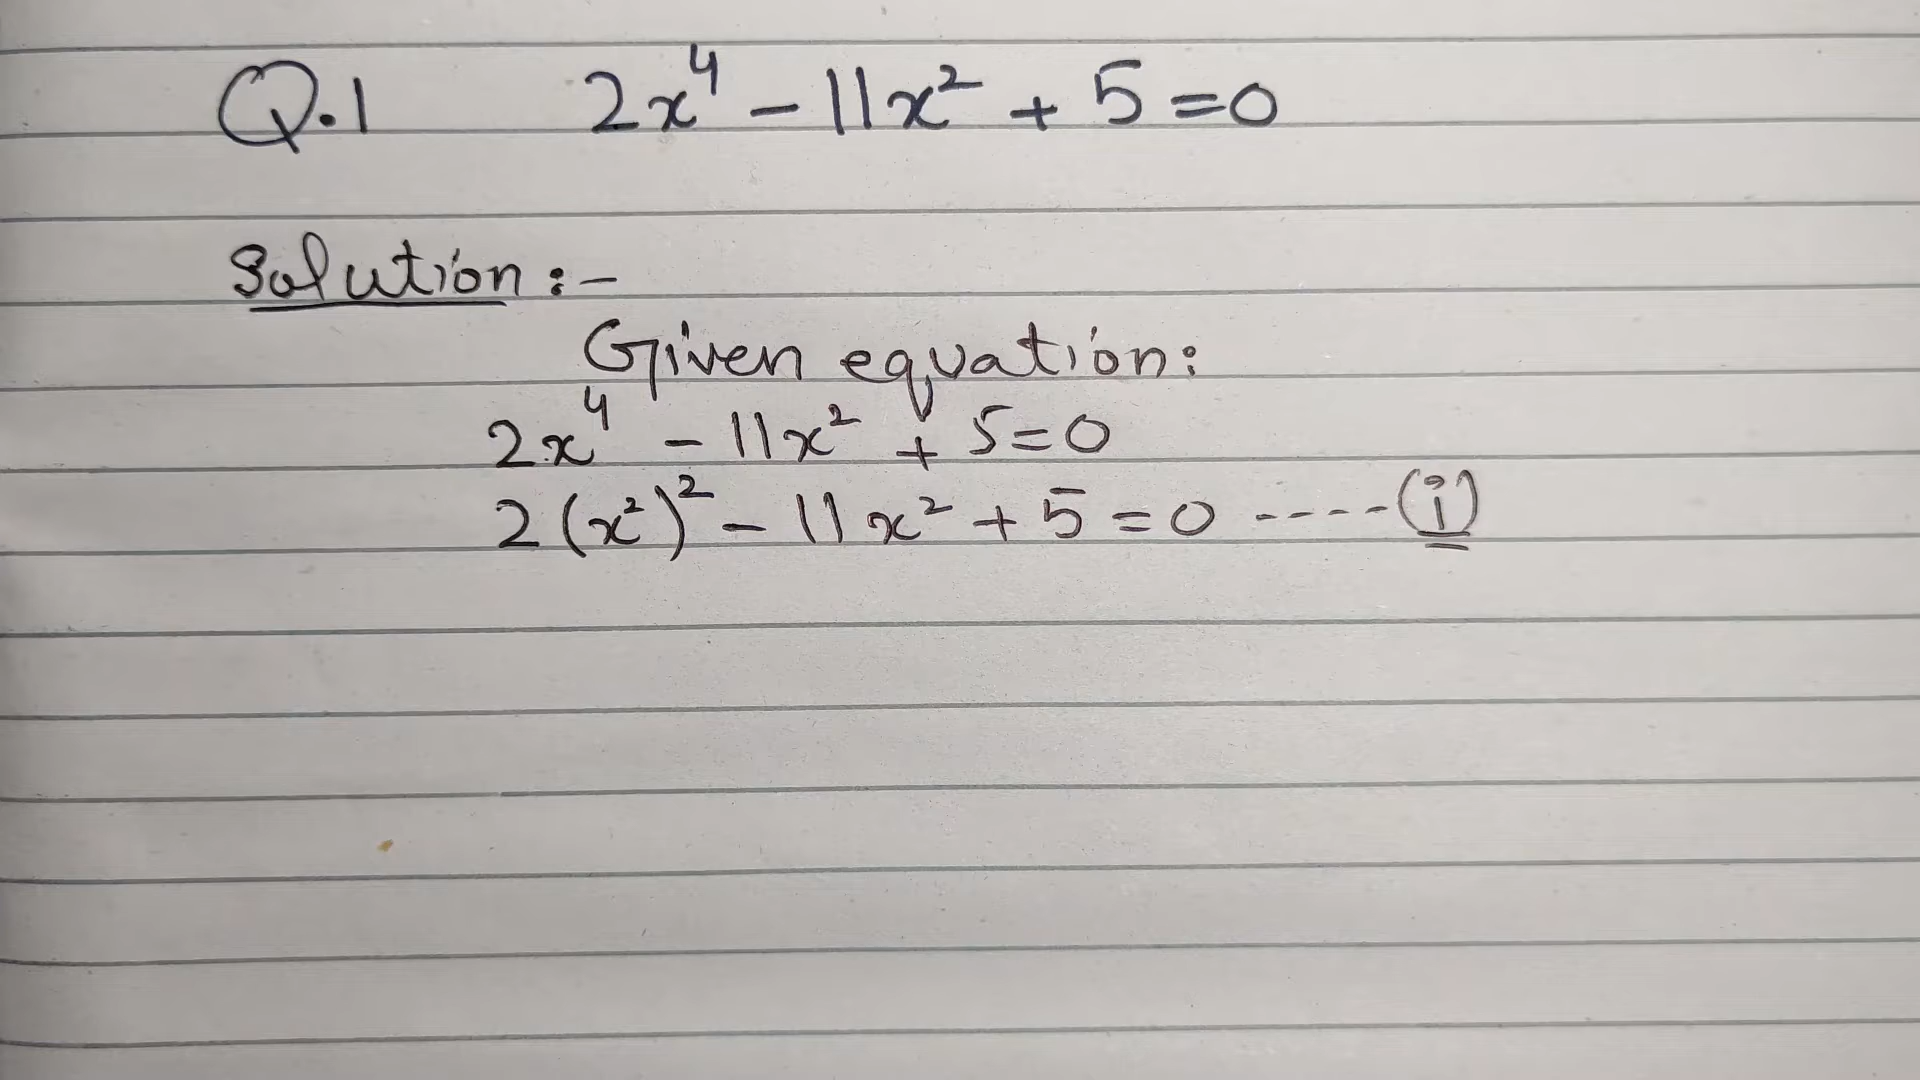 Q.1 2x⁴ - 11x² + 5 = 0
Solution :-
Given equation:
2x⁴ - 11x² + 5 = 0
2(x²)² - 11x² + 5 = 0 ----(i)